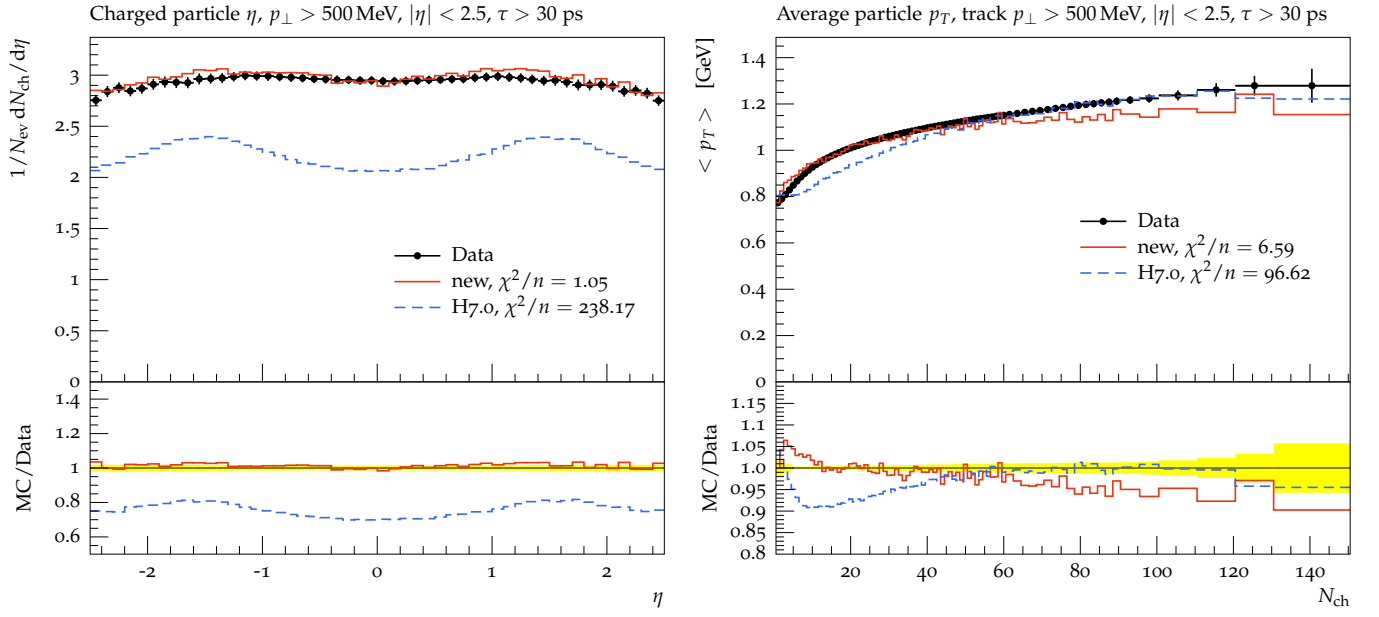 Charged particle η, p⊥ > 500 MeV, |η| < 2.5, τ > 30 ps
1/N_ev dN_ch/dη
3
2.5
2
1.5
1
0.5
0
Data
new, χ²/n = 1.05
H7.0, χ²/n = 238.17
MC/Data
1.4
1.2
1
0.8
0.6
-2
-1
0
1
2
η
Average particle p_T, track p⊥ > 500 MeV, |η| < 2.5, τ > 30 ps
< p_T > [GeV]
1.4
1.2
1
0.8
0.6
0.4
0.2
0
Data
new, χ²/n = 6.59
H7.0, χ²/n = 96.62
MC/Data
1.15
1.1
1.05
1.0
0.95
0.9
0.85
0.8
20
40
60
80
100
120
140
N_ch